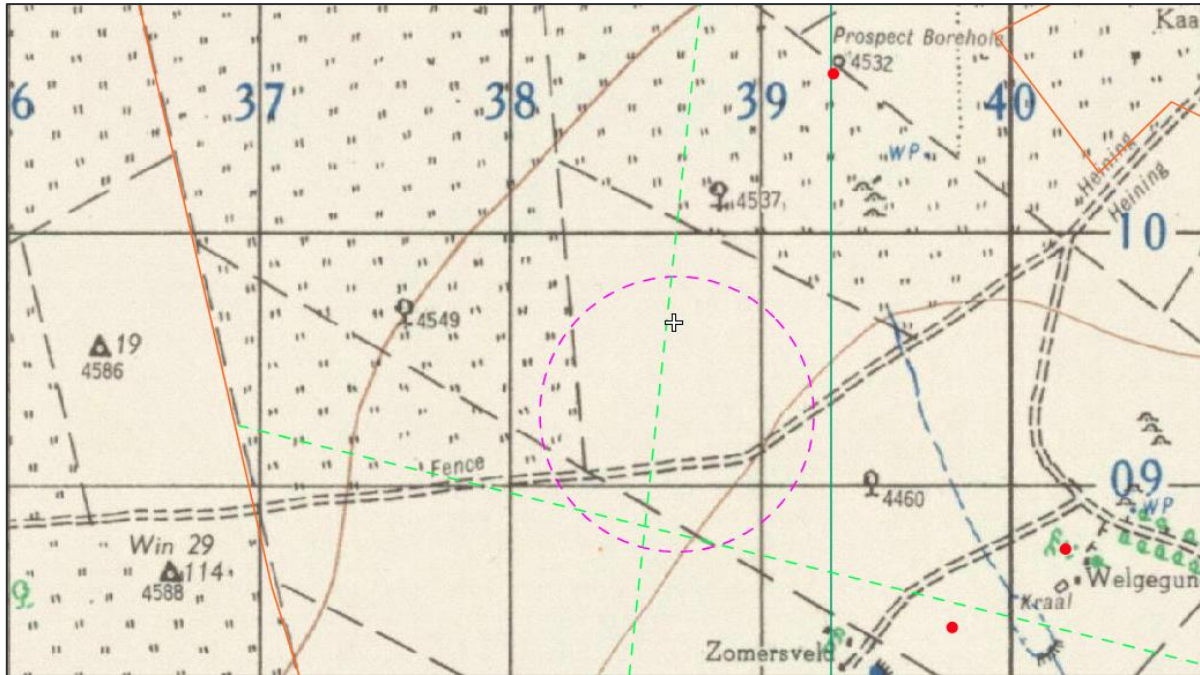 Kaa
Prospect Borehole
4532
6
37
38
39
40
WP
Heining
Heining
4537
10
4549
19
4586
Fence
09
4460
WP
Win 29
114
4588
Welgegun
Kraal
Zomersveld